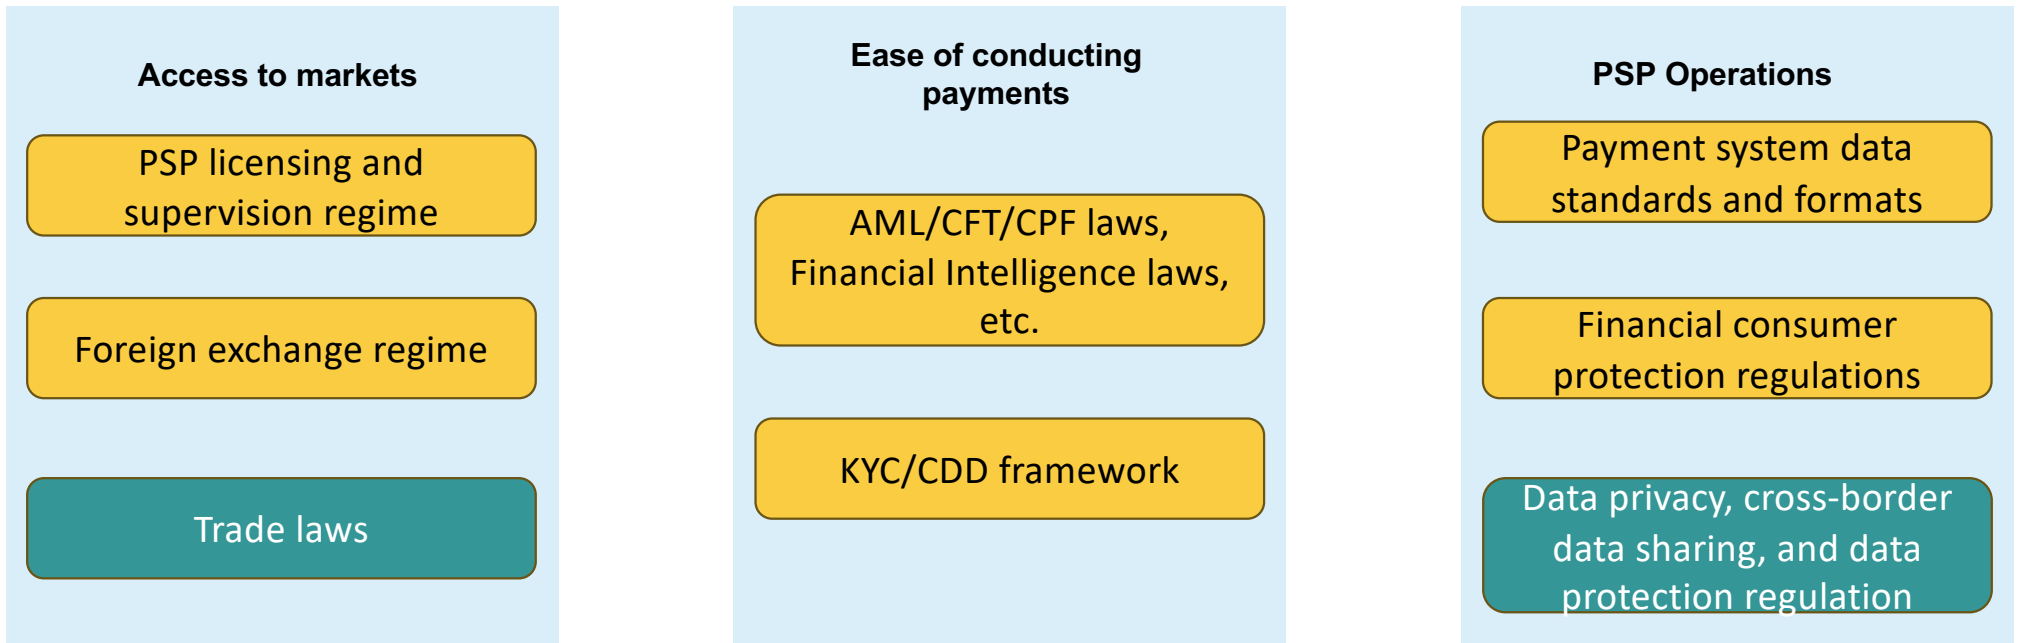 Access to markets
PSP licensing and
supervision regime
Foreign exchange regime
Trade laws
Ease of conducting
payments
AML/CFT/CPF laws,
Financial Intelligence laws,
etc.
KYC/CDD framework
PSP Operations
Payment system data
standards and formats
Financial consumer
protection regulations
Data privacy, cross-border
data sharing, and data
protection regulation